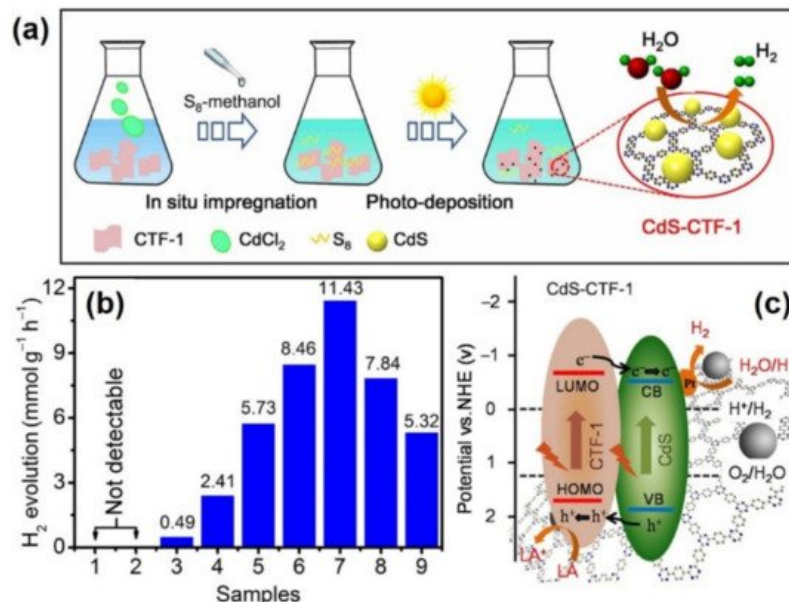 (a)
S₈-methanol
H₂O
H₂
In situ impregnation
Photo-deposition
CTF-1
CdCl₂
S₈
CdS
CdS-CTF-1
(b)
H₂ evolution (mmol g⁻¹ h⁻¹)
12
9
6
3
0
Not detectable
0.49
2.41
5.73
8.46
11.43
7.84
5.32
1 2 3 4 5 6 7 8 9
Samples
(c)
CdS-CTF-1
Potential vs.NHE (v)
−2
−1
0
1
2
e⁻
e⁻ e⁻
LUMO
CB
Pt
H₂
H₂O/H
H⁺/H₂
CTF-1
CdS
O₂/H₂O
HOMO
VB
h⁺ h⁺
h⁺
LA*
LA